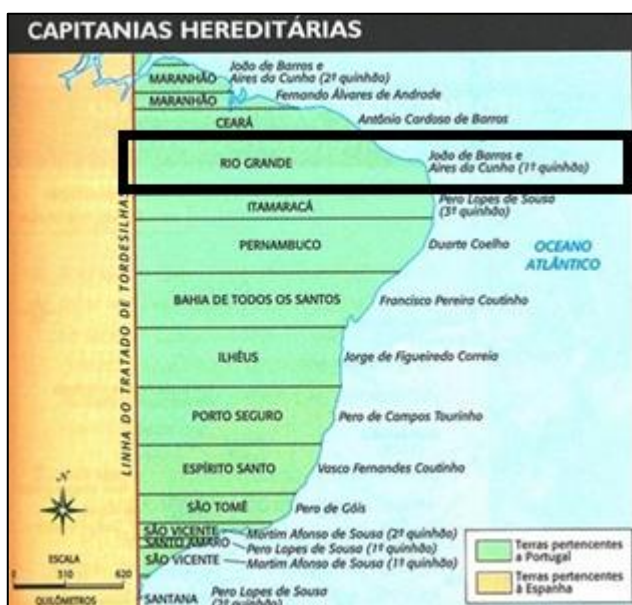 CAPITANIAS HEREDITÁRIAS
João de Barros e
Aires da Cunha (2º quinhão)
MARANHÃO
Fernando Álvares de Andrade
MARANHÃO
CEARÁ
Antônio Cardoso de Barros
RIO GRANDE
João de Barros e
Aires da Cunha (1º quinhão)
ITAMARACÁ
Pero Lopes de Sousa
(3º quinhão)
PERNAMBUCO
Duarte Coelho
OCEANO
ATLÂNTICO
BAHIA DE TODOS OS SANTOS
Francisco Pereira Coutinho
LINHA DO TRATADO DE TORDESILHAS
ILHÉUS
Jorge de Figueiredo Correia
PORTO SEGURO
Pero de Campos Tourinho
ESPÍRITO SANTO
Vasco Fernandes Coutinho
N
SÃO TOMÉ
Pero de Góis
SÃO VICENTE
Martim Afonso de Sousa (2º quinhão)
SANTO AMARO
Pero Lopes de Sousa (1º quinhão)
SÃO VICENTE
Martim Afonso de Sousa (1º quinhão)
SANTANA
Pero Lopes de Sousa
(2º quinhão)
ESCALA
0 310 620
QUILÔMETROS
Terras pertencentes
a Portugal
Terras pertencentes
à Espanha